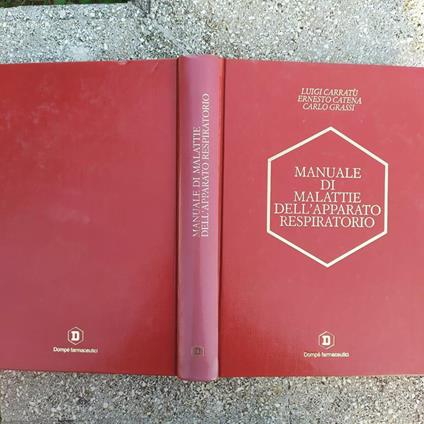 LUIGI CARRATÙ
ERNESTO CATENA
CARLO GRASSI
MANUALE
DI
MALATTIE
DELL'APPARATO
RESPIRATORIO
D
Dompé farmaceutici
MANUALE DI MALATTIE
DELL'APPARATO RESPIRATORIO
D
D
Dompé farmaceutici